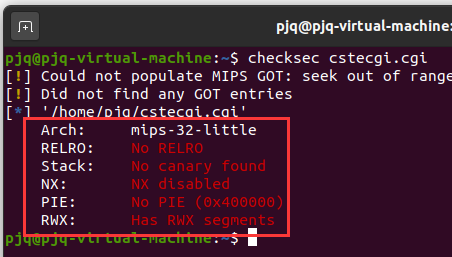 pjq@pjq-virtual-machine:
pjq@pjq-virtual-machine:~$ checksec cstecgi.cgi
[!] Could not populate MIPS GOT: seek out of range
[!] Did not find any GOT entries
[*] '/home/pjq/cstecgi.cgi'
Arch: mips-32-little
RELRO: No RELRO
Stack: No canary found
NX: NX disabled
PIE: No PIE (0x400000)
RWX: Has RWX segments
pjq@pjq-virtual-machine:~$